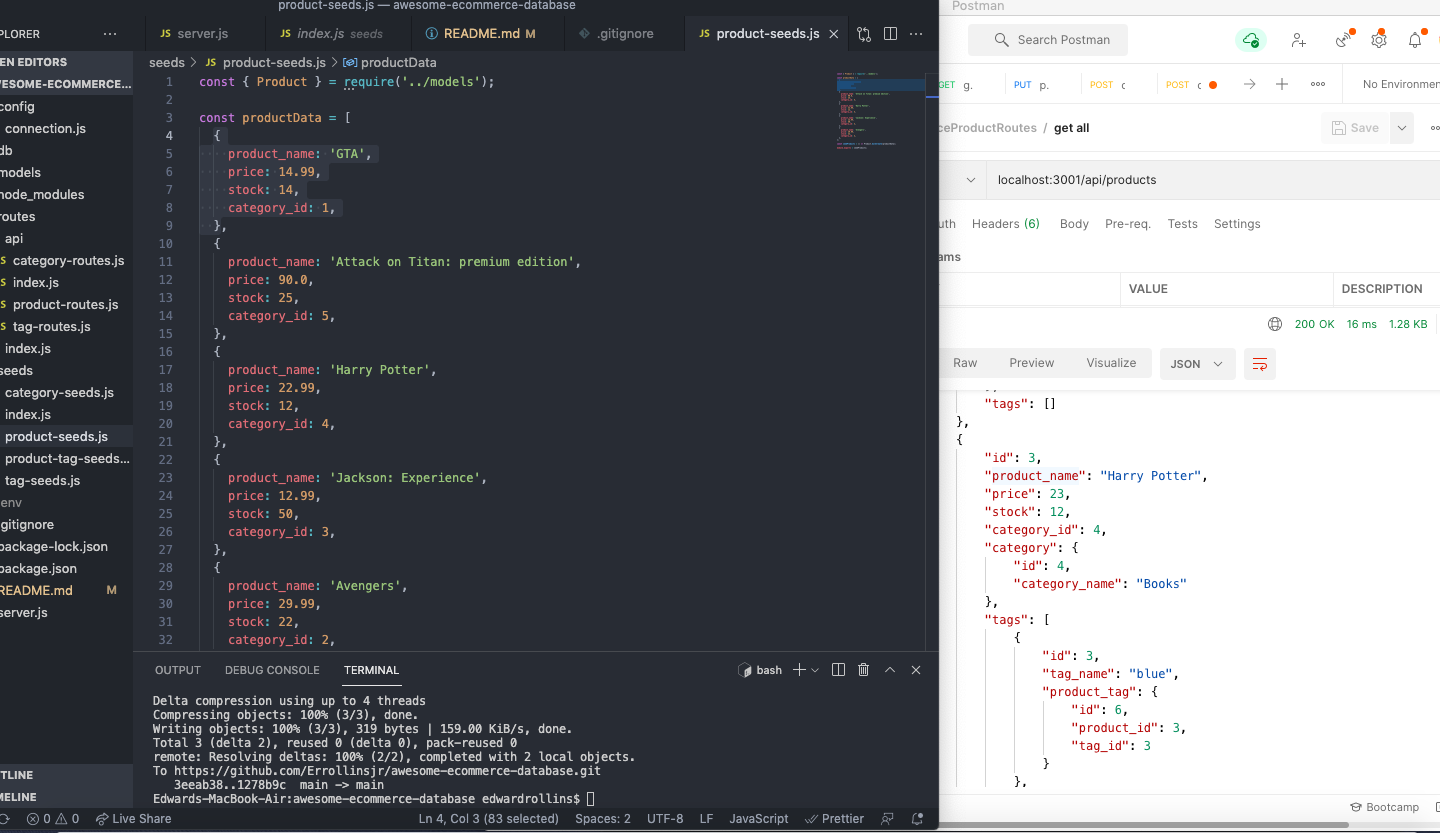 product-seeds.js — awesome-ecommerce-database
PLORER
server.js
index.js seeds
README.md M
.gitignore
product-seeds.js
EN EDITORS
WESOME-ECOMMERCE...
config
connection.js
db
models
node_modules
routes
api
category-routes.js
index.js
product-routes.js
tag-routes.js
index.js
seeds
category-seeds.js
index.js
product-seeds.js
product-tag-seeds...
tag-seeds.js
env
gitignore
package-lock.json
package.json
README.md M
server.js
TLINE
MELINE
seeds > JS product-seeds.js > productData
1 const { Product } = require('../models');
2
3 const productData = [
4 {
5 product_name: 'GTA',
6 price: 14.99,
7 stock: 14,
8 category_id: 1,
9 },
10 {
11 product_name: 'Attack on Titan: premium edition',
12 price: 90.0,
13 stock: 25,
14 category_id: 5,
15 },
16 {
17 product_name: 'Harry Potter',
18 price: 22.99,
19 stock: 12,
20 category_id: 4,
21 },
22 {
23 product_name: 'Jackson: Experience',
24 price: 12.99,
25 stock: 50,
26 category_id: 3,
27 },
28 {
29 product_name: 'Avengers',
30 price: 29.99,
31 stock: 22,
32 category_id: 2,
OUTPUT DEBUG CONSOLE TERMINAL
bash
Delta compression using up to 4 threads
Compressing objects: 100% (3/3), done.
Writing objects: 100% (3/3), 319 bytes | 159.00 KiB/s, done.
Total 3 (delta 2), reused 0 (delta 0), pack-reused 0
remote: Resolving deltas: 100% (2/2), completed with 2 local objects.
To https://github.com/Errollinsjr/awesome-ecommerce-database.git
3eeab38..1278b9c main -> main
Edwards-MacBook-Air:awesome-ecommerce-database edwardrollins$
0 0 Live Share
Ln 4, Col 3 (83 selected) Spaces: 2 UTF-8 LF JavaScript Prettier
Postman
Search Postman
GET g. PUT p. POST c POST c
No Environmen
ceProductRoutes / get all
Save
localhost:3001/api/products
uth Headers (6) Body Pre-req. Tests Settings
ams
VALUE DESCRIPTION
200 OK 16 ms 1.28 KB
Raw Preview Visualize JSON
"tags": []
},
{
"id": 3,
"product_name": "Harry Potter",
"price": 23,
"stock": 12,
"category_id": 4,
"category": {
"id": 4,
"category_name": "Books"
},
"tags": [
{
"id": 3,
"tag_name": "blue",
"product_tag": {
"id": 6,
"product_id": 3,
"tag_id": 3
}
},
Bootcamp